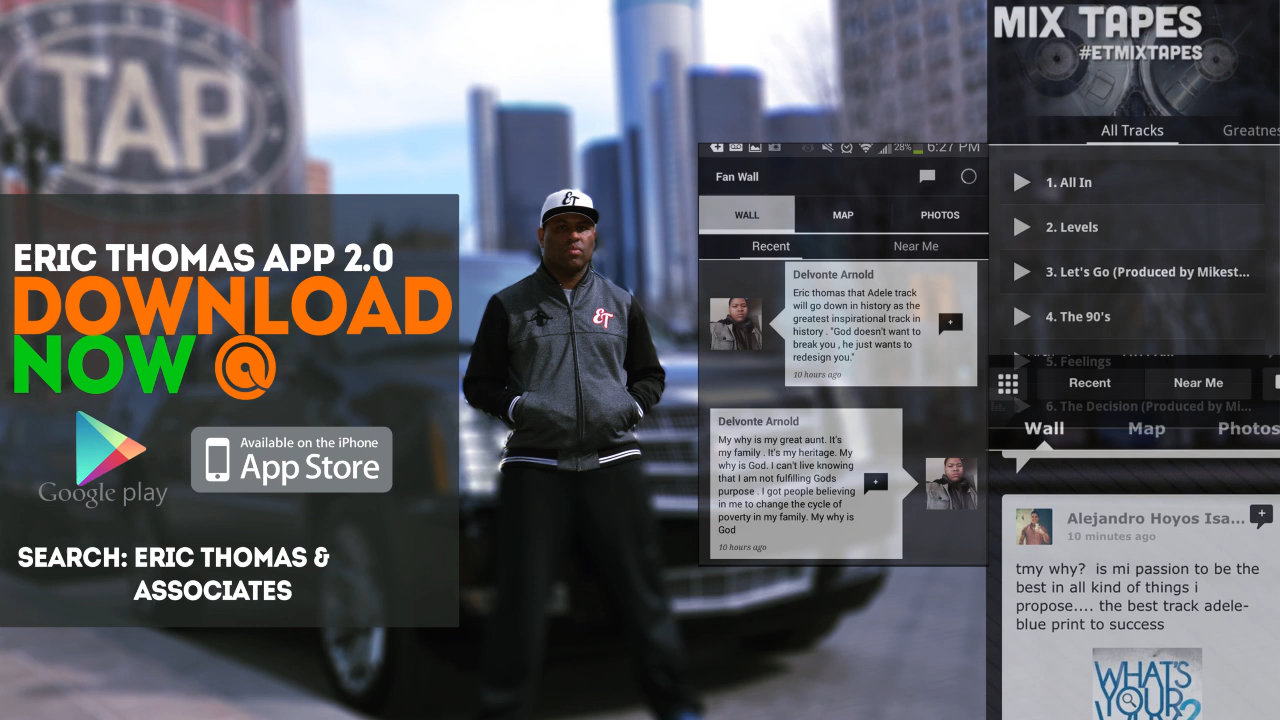 TAP
ERIC THOMAS APP 2.0
DOWNLOAD
NOW @
Google play
Available on the iPhone
App Store
SEARCH: ERIC THOMAS &
ASSOCIATES
ET
ET
28% 6:27 PM
Fan Wall
WALL MAP PHOTOS
Recent Near Me
Delvonte Arnold
Eric thomas that Adele track
will go down in history as the
greatest inspirational track in
history . "God doesn't want to
break you , he just wants to
redesign you."
10 hours ago
Delvonte Arnold
My why is my great aunt. It's
my family . It's my heritage. My
why is God. I can't live knowing
that I am not fulfilling Gods
purpose . I got people believing
in me to change the cycle of
poverty in my family. My why is
God
10 hours ago
MIX TAPES
#ETMIXTAPES
All Tracks Greatnes
1. All In
2. Levels
3. Let's Go (Produced by Mikest...
4. The 90's
5. Feelings
Recent Near Me
6. The Decision (Produced by Mi...
Wall Map Photos
Alejandro Hoyos Isa...
10 minutes ago
tmy why? is mi passion to be the
best in all kind of things i
propose.... the best track adele-
blue print to success
WHAT'S
YOUR